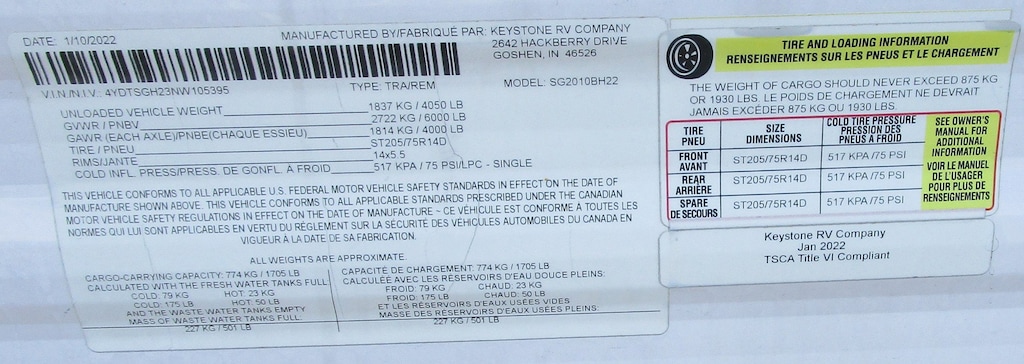 DATE: 1/10/2022
MANUFACTURED BY/FABRIQUÉ PAR: KEYSTONE RV COMPANY
2642 HACKBERRY DRIVE
GOSHEN, IN 46526
V.I.N./N.I.V.: 4YDTSGH23NW105395 TYPE: TRA/REM MODEL: SG2010BH22
UNLOADED VEHICLE WEIGHT 1837 KG / 4050 LB
GVWR / PNBV 2722 KG / 6000 LB
GAWR (EACH AXLE)/PNBE(CHAQUE ESSIEU) 1814 KG / 4000 LB
TIRE / PNEU ST205/75R14D
RIMS/JANTE 14x5.5
COLD INFL. PRESS/PRESS. DE GONFL. A FROID 517 KPA / 75 PSI/LPC - SINGLE
THIS VEHICLE CONFORMS TO ALL APPLICABLE U.S. FEDERAL MOTOR VEHICLE SAFETY STANDARDS IN EFFECT ON THE DATE OF
MANUFACTURE SHOWN ABOVE. THIS VEHICLE CONFORMS TO ALL APPLICABLE STANDARDS PRESCRIBED UNDER THE CANADIAN
MOTOR VEHICLE SAFETY REGULATIONS IN EFFECT ON THE DATE OF MANUFACTURE ~ CE VÉHICULE EST CONFORME À TOUTES LES
NORMES QUI LUI SONT APPLICABLES EN VERTU DU RÈGLEMENT SUR LA SÉCURITÉ DES VÉHICULES AUTOMOBILES DU CANADA EN
VIGUEUR A LA DATE DE SA FABRICATION.
ALL WEIGHTS ARE APPROXIMATE.
CARGO-CARRYING CAPACITY: 774 KG / 1705 LB
CALCULATED WITH THE FRESH WATER TANKS FULL:
COLD: 79 KG HOT: 23 KG
COLD: 175 LB HOT: 50 LB
AND THE WASTE WATER TANKS EMPTY
MASS OF WASTE WATER TANKS FULL:
227 KG / 501 LB
CAPACITÉ DE CHARGEMENT: 774 KG / 1705 LB
CALCULÉE AVEC LES RÉSERVOIRS D'EAU DOUCE PLEINS:
FROID: 79 KG CHAUD: 23 KG
FROID: 175 LB CHAUD: 50 LB
ET LES RÉSERVOIRS D'EAUX USÉES VIDES
MASSE DES RÉSERVOIRS D'EAUX USÉES PLEINS:
227 KG / 501 LB
TIRE AND LOADING INFORMATION
RENSEIGNEMENTS SUR LES PNEUS ET LE CHARGEMENT
THE WEIGHT OF CARGO SHOULD NEVER EXCEED 875 KG
OR 1930 LBS. LE POIDS DE CHARGEMENT NE DEVRAIT
JAMAIS EXCÉDER 875 KG OU 1930 LBS.
TIRE
PNEU
SIZE
DIMENSIONS
COLD TIRE PRESSURE
PRESSION DES
PNEUS A FROID
FRONT
AVANT
ST205/75R14D 517 KPA /75 PSI
REAR
ARRIÈRE
ST205/75R14D 517 KPA /75 PSI
SPARE
DE SECOURS
ST205/75R14D 517 KPA /75 PSI
SEE OWNER'S
MANUAL FOR
ADDITIONAL
INFORMATION
VOIR LE MANUEL
DE L'USAGER
POUR PLUS DE
RENSEIGNEMENTS
Keystone RV Company
Jan 2022
TSCA Title VI Compliant